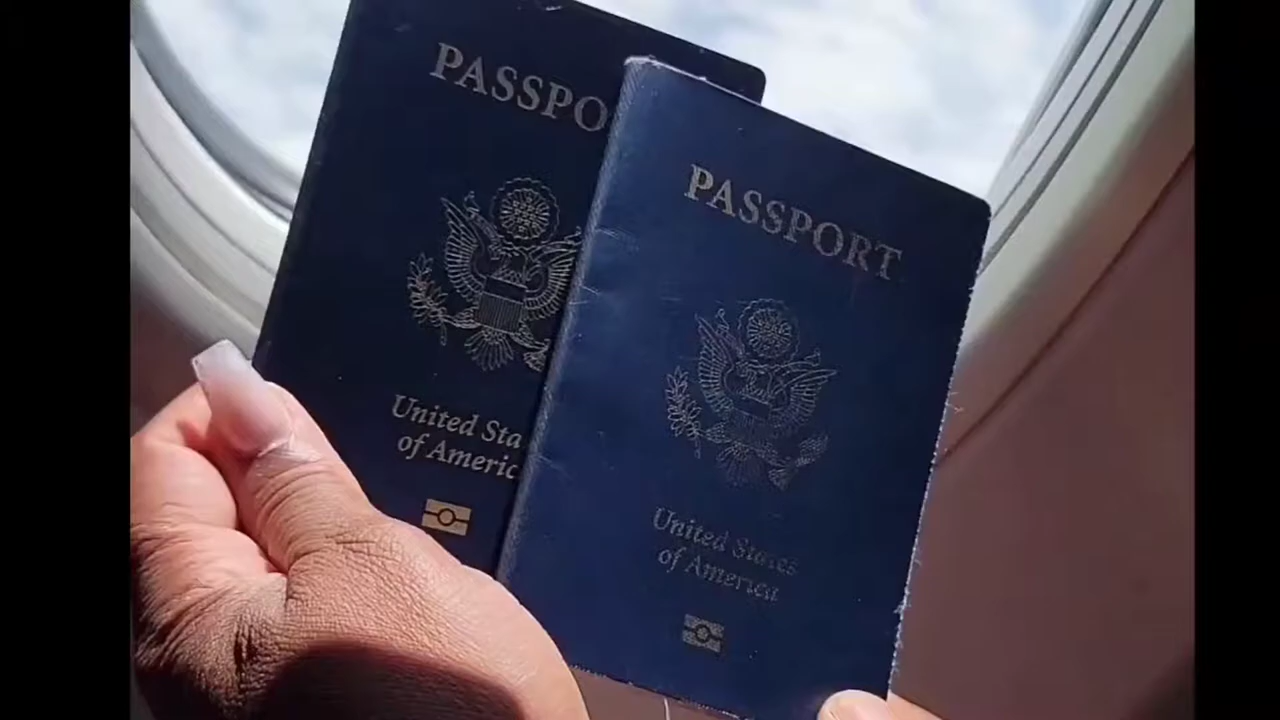 PASSPO
United Sta
of Americ
PASSPORT
United States
of America